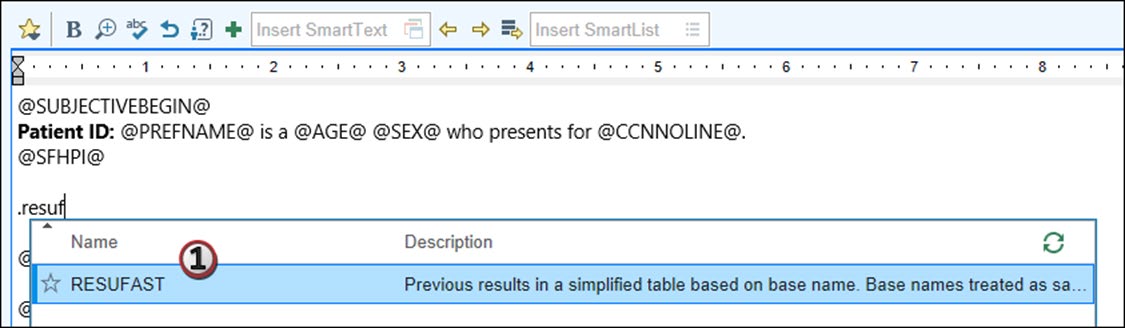 B abc Insert SmartText Insert SmartList
1 2 3 4 5 6 7 8
@SUBJECTIVEBEGIN@
Patient ID: @PREFNAME@ is a @AGE@ @SEX@ who presents for @CCNNOLINE@.
@SFHPI@
.resuf
Name Description
@
1
RESUFAST Previous results in a simplified table based on base name. Base names treated as sa...
@